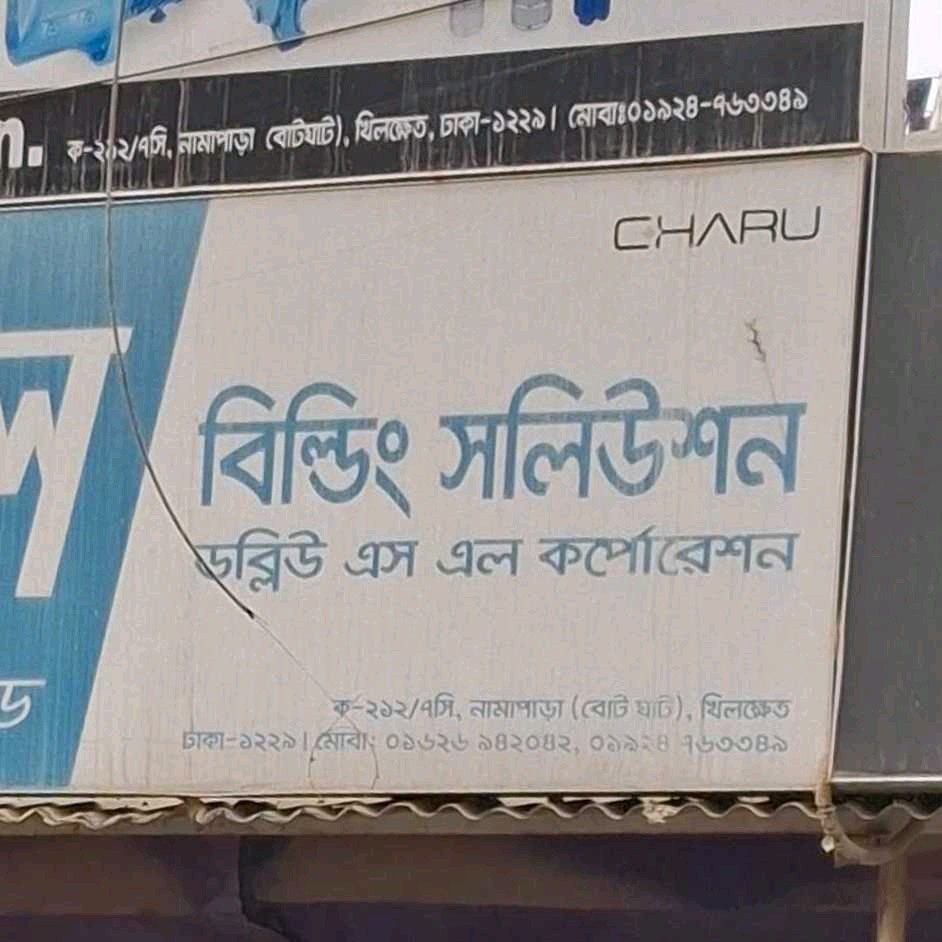 ক-২১২/৭সি, নামাপাড়া (বোটঘাট), খিলক্ষেত, ঢাকা-১২২৯। মোবাঃ০১৯২৪-৭৬৩৩৪৯
CHARU
বিল্ডিং সলিউশন
ডব্লিউ এস এল কর্পোরেশন
ক-২১২/৭সি, নামাপাড়া (বোট ঘাট), খিলক্ষেত
ঢাকা-১২২৯। মোবা: ০১৬২৬ ১৪২০৪২, ০১৯২৪ ৭৬৩৩৪৯